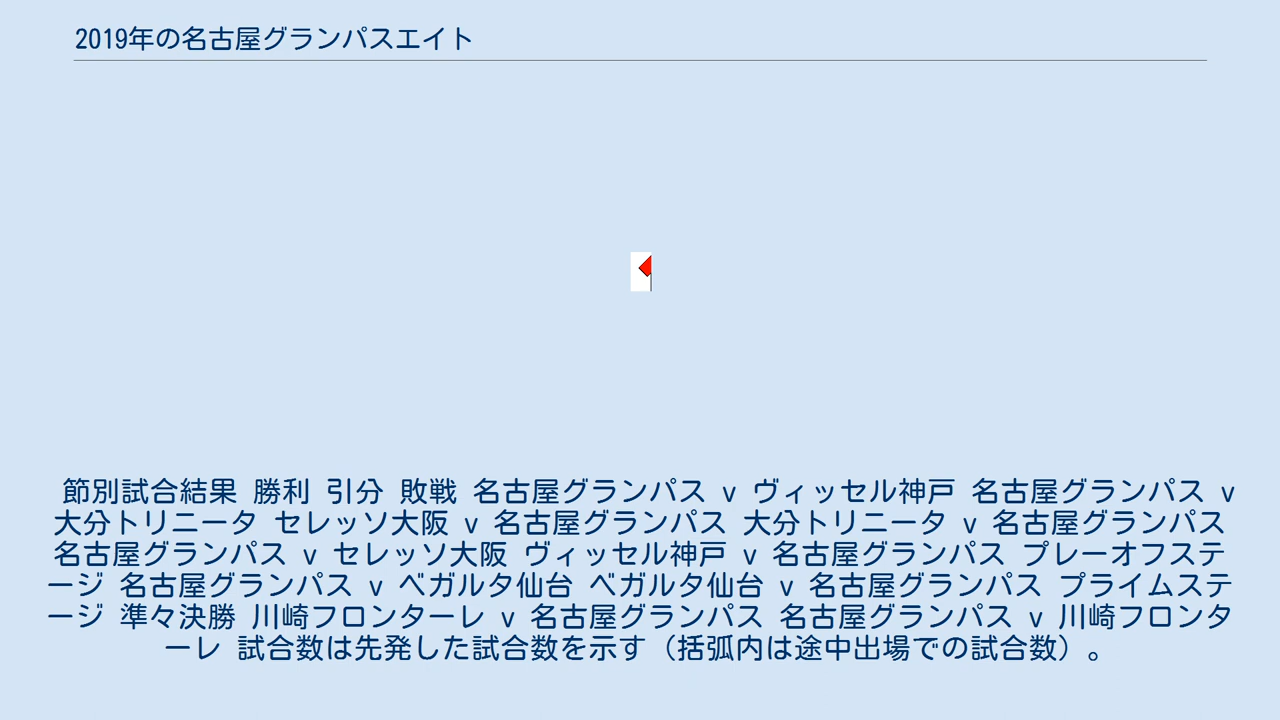 2019年の名古屋グランパスエイト
節別試合結果 勝利 引分 敗戦 名古屋グランパス v ヴィッセル神戸 名古屋グランパス v
大分トリニータ セレッソ大阪 v 名古屋グランパス 大分トリニータ v 名古屋グランパス
名古屋グランパス v セレッソ大阪 ヴィッセル神戸 v 名古屋グランパス プレーオフステ
ージ 名古屋グランパス v ベガルタ仙台 ベガルタ仙台 v 名古屋グランパス プライムステ
ージ 準々決勝 川崎フロンターレ v 名古屋グランパス 名古屋グランパス v 川崎フロンタ
ーレ 試合数は先発した試合数を示す（括弧内は途中出場での試合数）。